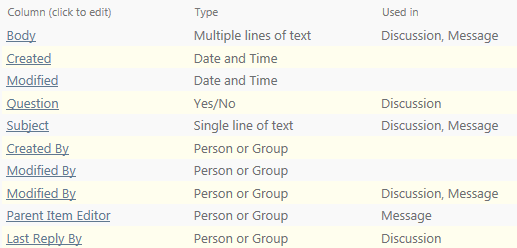 Column (click to edit) Type Used in
Body Multiple lines of text Discussion, Message
Created Date and Time
Modified Date and Time
Question Yes/No Discussion
Subject Single line of text Discussion, Message
Created By Person or Group
Modified By Person or Group
Modified By Person or Group Discussion, Message
Parent Item Editor Person or Group Message
Last Reply By Person or Group Discussion